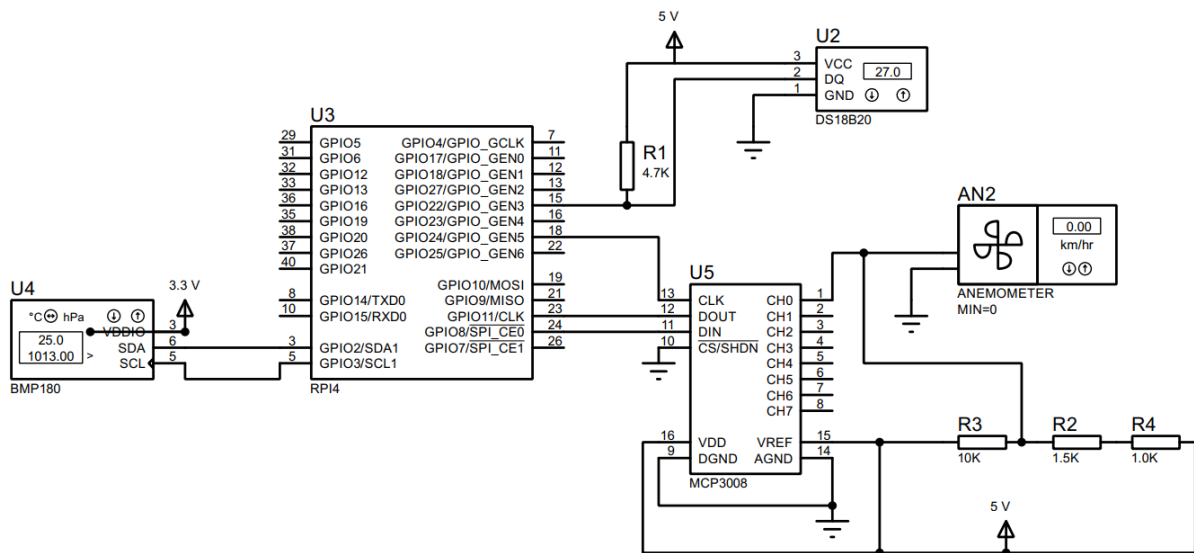 5 V
U2
3 VCC
2 DQ
1 GND
27.0
DS18B20
R1
4.7K
U3
29 GPIO5
31 GPIO6
32 GPIO12
33 GPIO13
36 GPIO16
35 GPIO19
38 GPIO20
37 GPIO26
40 GPIO21
8 GPIO14/TXD0
10 GPIO15/RXD0
3 GPIO2/SDA1
5 GPIO3/SCL1
GPIO4/GPIO_GCLK 7
GPIO17/GPIO_GEN0 11
GPIO18/GPIO_GEN1 12
GPIO27/GPIO_GEN2 13
GPIO22/GPIO_GEN3 15
GPIO23/GPIO_GEN4 16
GPIO24/GPIO_GEN5 18
GPIO25/GPIO_GEN6 22
GPIO10/MOSI 19
GPIO9/MISO 21
GPIO11/CLK 23
GPIO8/SPI_CE0 24
GPIO7/SPI_CE1 26
RPI4
U4
3.3 V
°C hPa
25.0
1013.00 >
VDDIO 3
SDA 6
SCL 5
BMP180
AN2
0.00
km/hr
ANEMOMETER
MIN=0
U5
13 CLK
12 DOUT
11 DIN
10 CS/SHDN
16 VDD
9 DGND
CH0 1
CH1 2
CH2 3
CH3 4
CH4 5
CH5 6
CH6 7
CH7 8
VREF 15
AGND 14
MCP3008
R3
10K
R2
1.5K
R4
1.0K
5 V